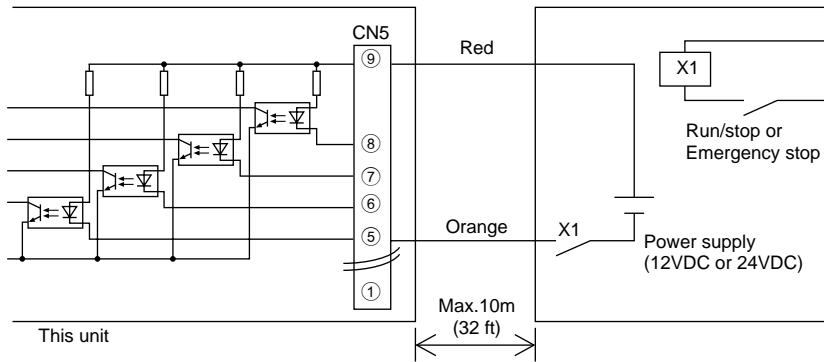 CN5
⑨
Red
X1
Run/stop or
Emergency stop
⑧
⑦
⑥
⑤
Orange
X1
Power supply
(12VDC or 24VDC)
①
Max.10m
(32 ft)
This unit